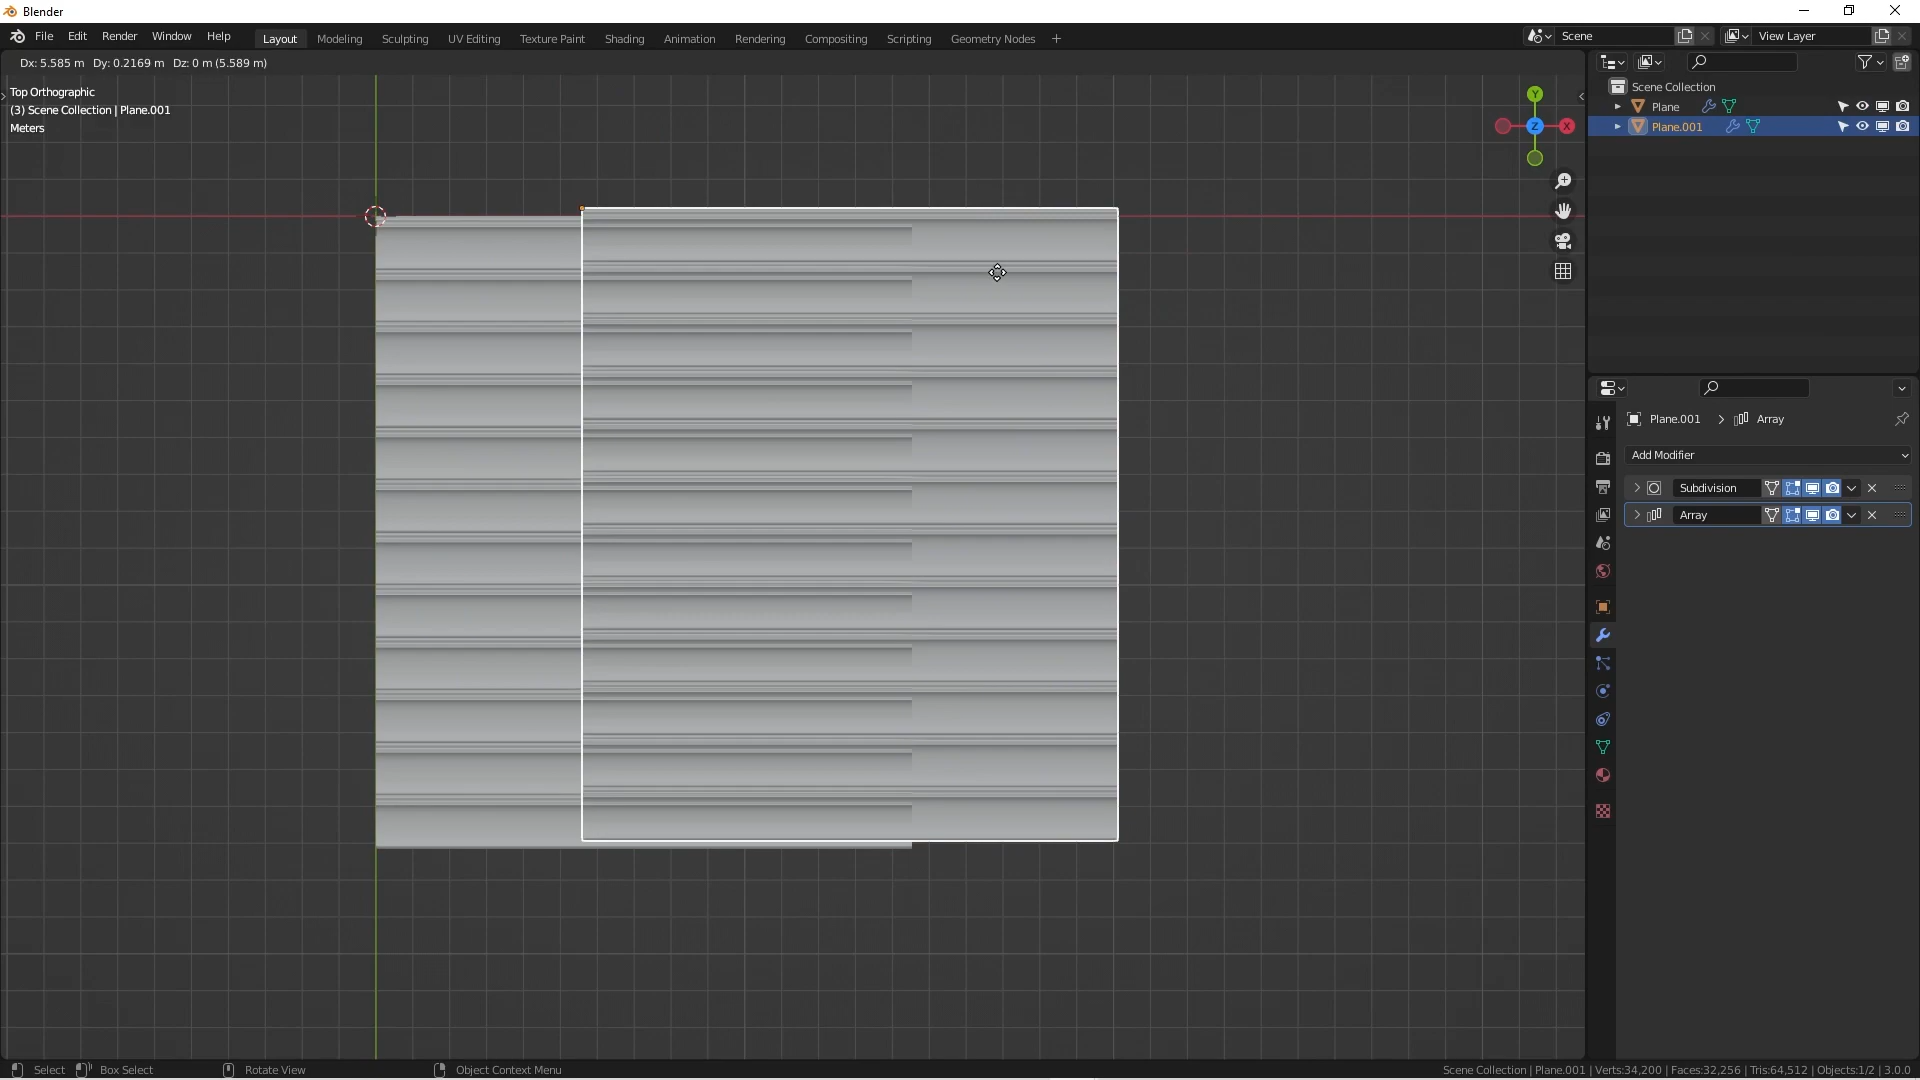 Blender
File Edit Render Window Help
Layout Modeling Sculpting UV Editing Texture Paint Shading Animation Rendering Compositing Scripting Geometry Nodes +
Scene
View Layer
Dx: 5.585 m Dy: 0.2169 m Dz: 0 m (5.589 m)
Top Orthographic
(3) Scene Collection | Plane.001
Meters
Y
Z
X
Scene Collection
Plane
Plane.001
Plane.001 > Array
Add Modifier
Subdivision
Array
Select Box Select Rotate View Object Context Menu
Scene Collection | Plane.001 | Verts:34,200 | Faces:32,256 | Tris:64,512 | Objects:1/2 | 3.0.0